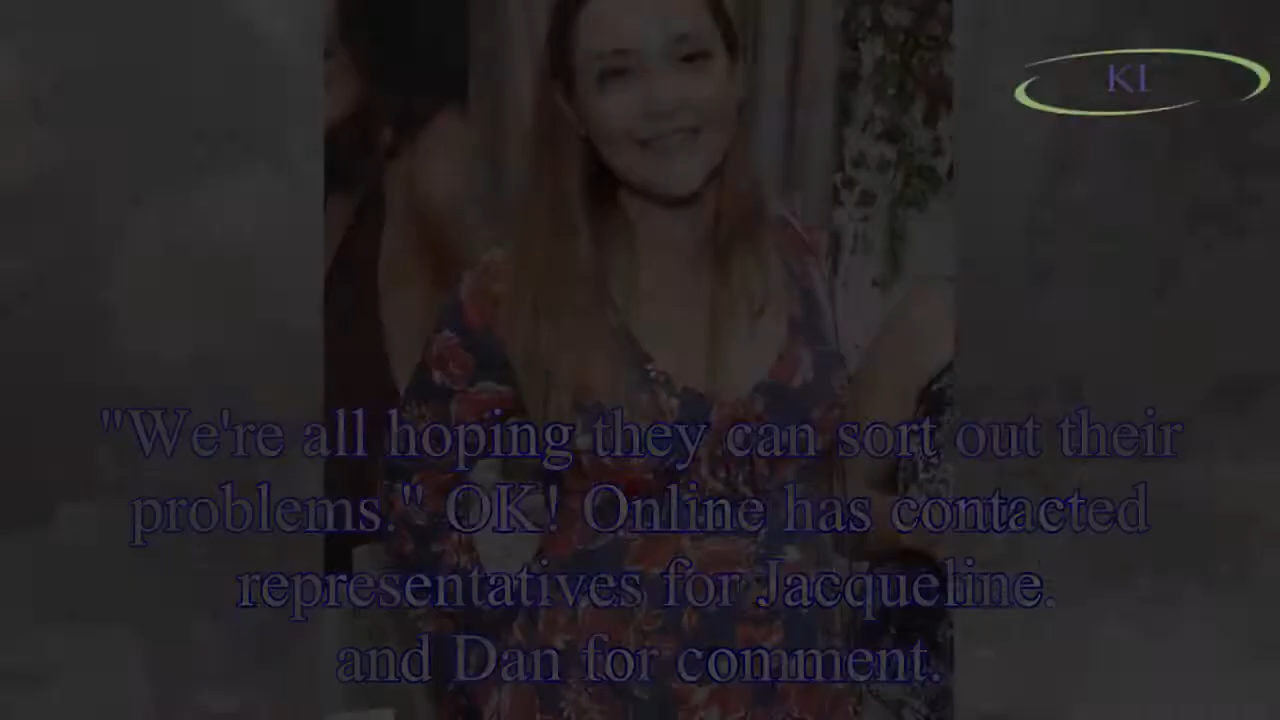 KI
"We're all hoping they can sort out their
problems." OK! Online has contacted
representatives for Jacqueline.
and Dan for comment.